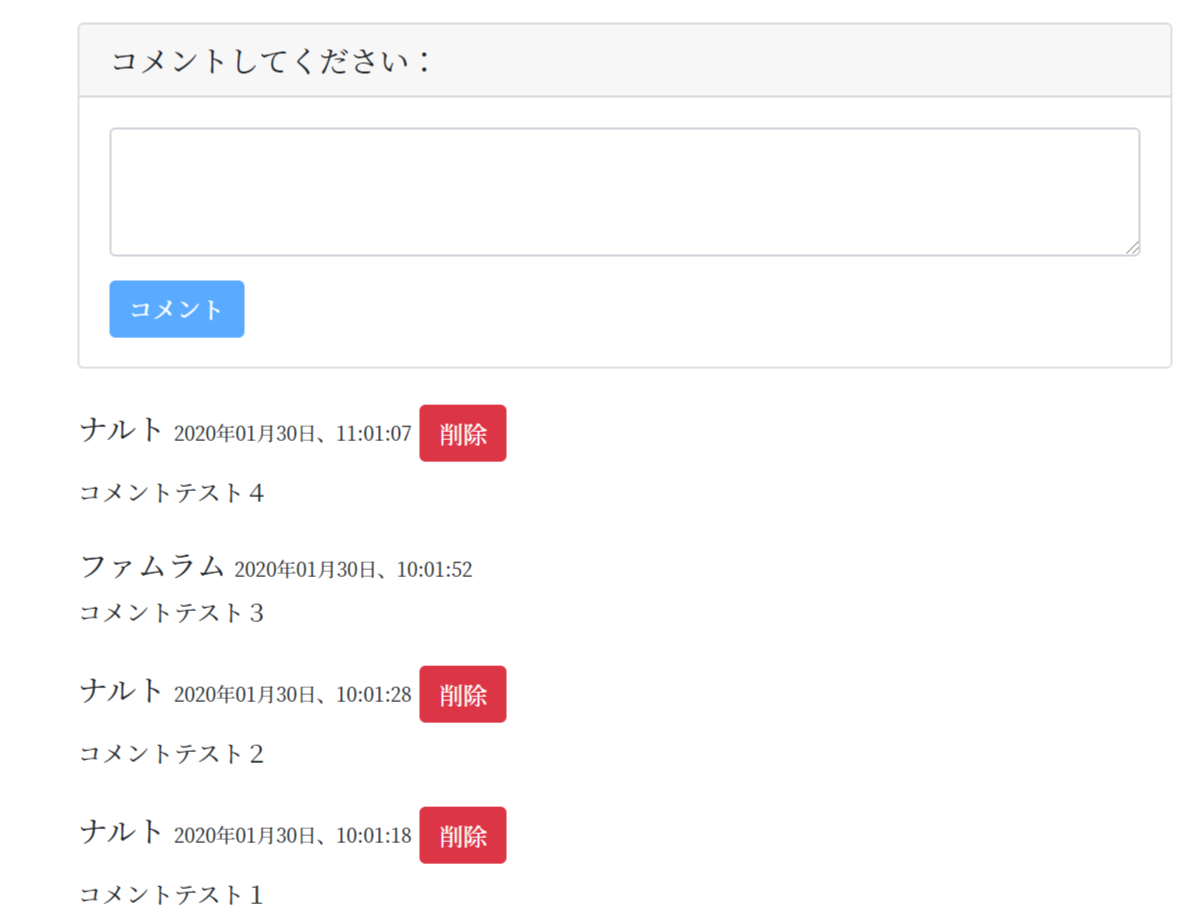 コメントしてください：
コメント
ナルト 2020年01月30日、11:01:07 削除
コメントテスト４
ファムラム 2020年01月30日、10:01:52
コメントテスト３
ナルト 2020年01月30日、10:01:28 削除
コメントテスト２
ナルト 2020年01月30日、10:01:18 削除
コメントテスト１